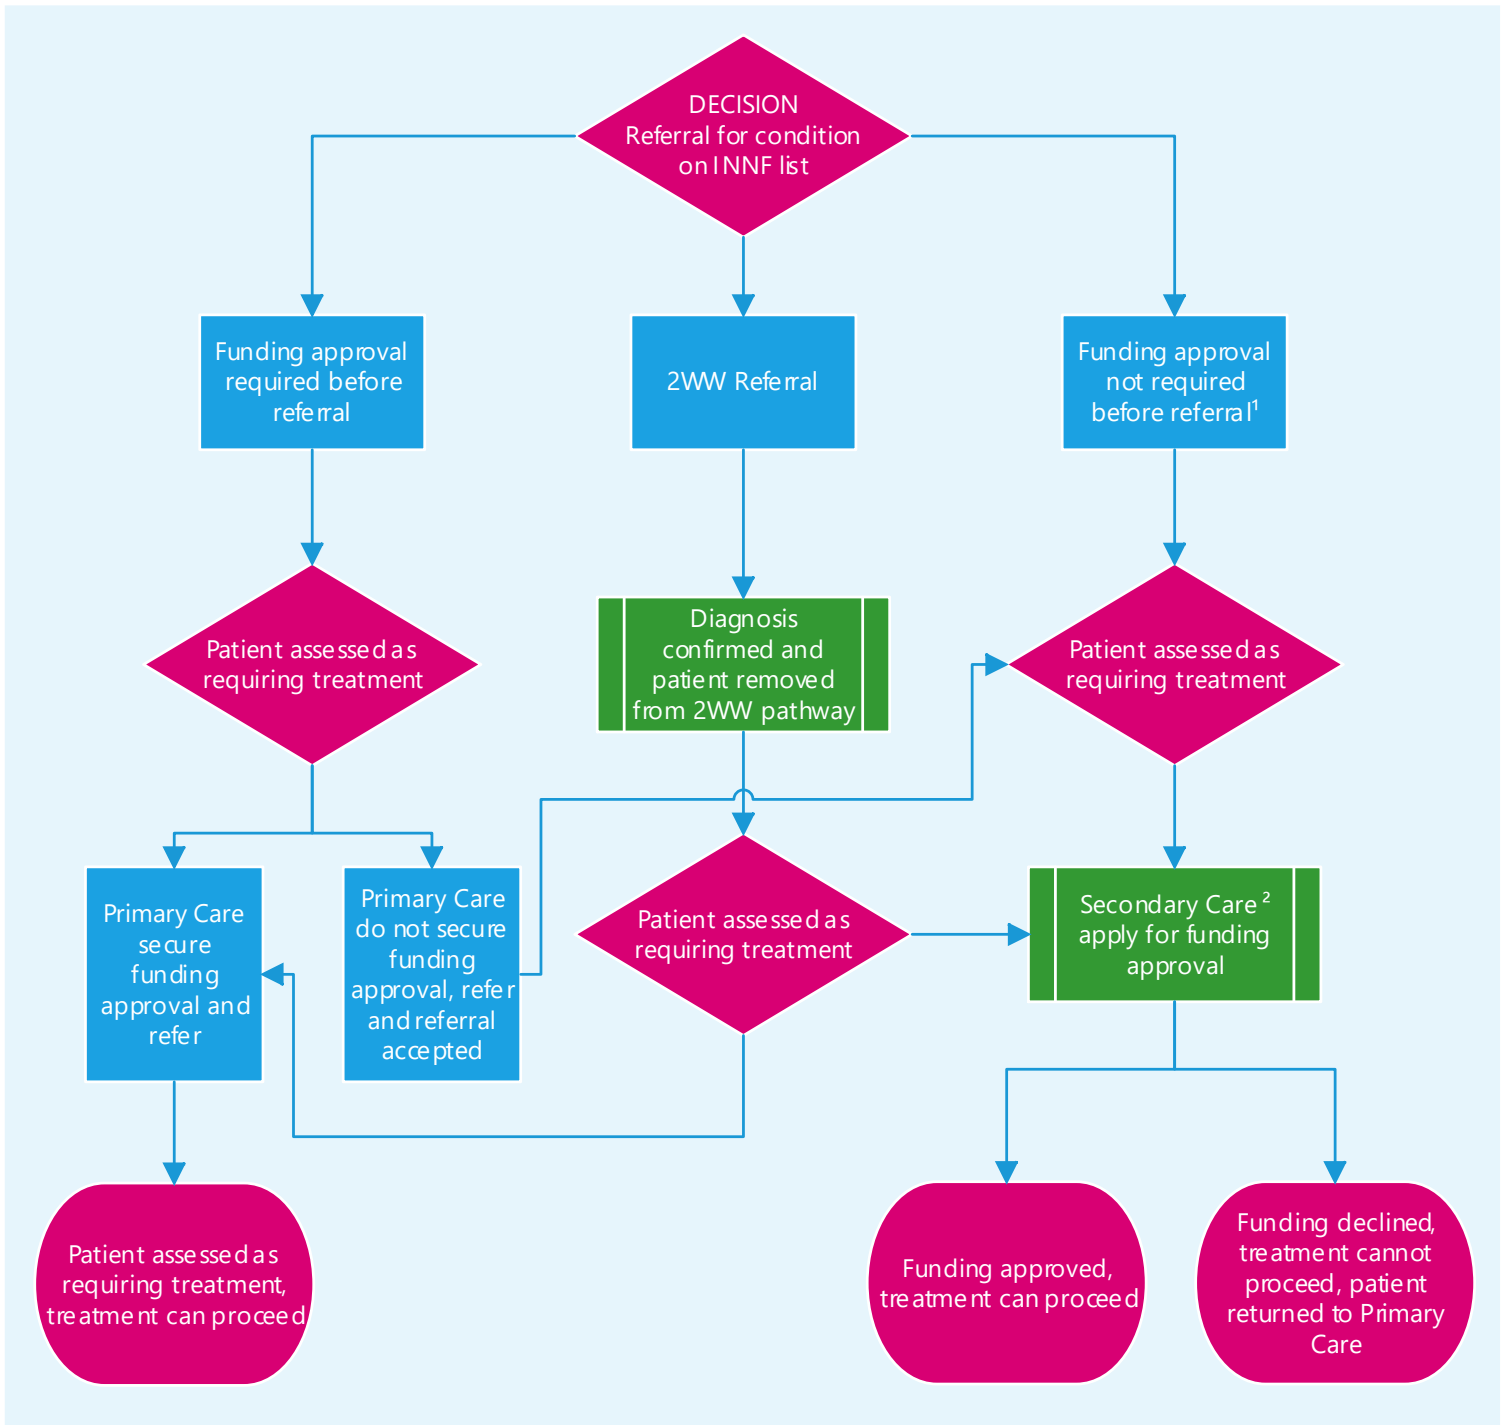 DECISION
Referral for condition
on INNF list
Funding approval
required before
referral
2WW Referral
Funding approval
not required
before referral¹
Patient assessed as
requiring treatment
Diagnosis
confirmed and
patient removed
from 2WW pathway
Patient assessed as
requiring treatment
Primary Care
secure
funding
approval and
refer
Primary Care
do not secure
funding
approval, refer
and referral
accepted
Patient assessed as
requiring treatment
Secondary Care ²
apply for funding
approval
Patient assessed as
requiring treatment,
treatment can proceed
Funding approved,
treatment can proceed
Funding declined,
treatment cannot
proceed, patient
returned to Primary
Care